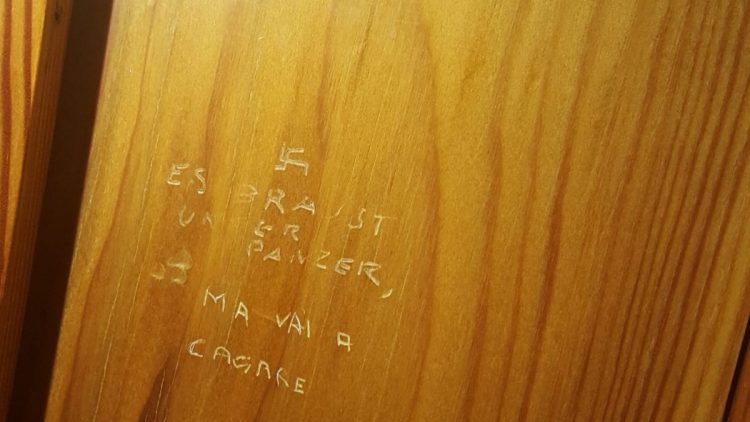 ES BRAUST
UNSER
PANZER,
MA VAI A
CAGARE